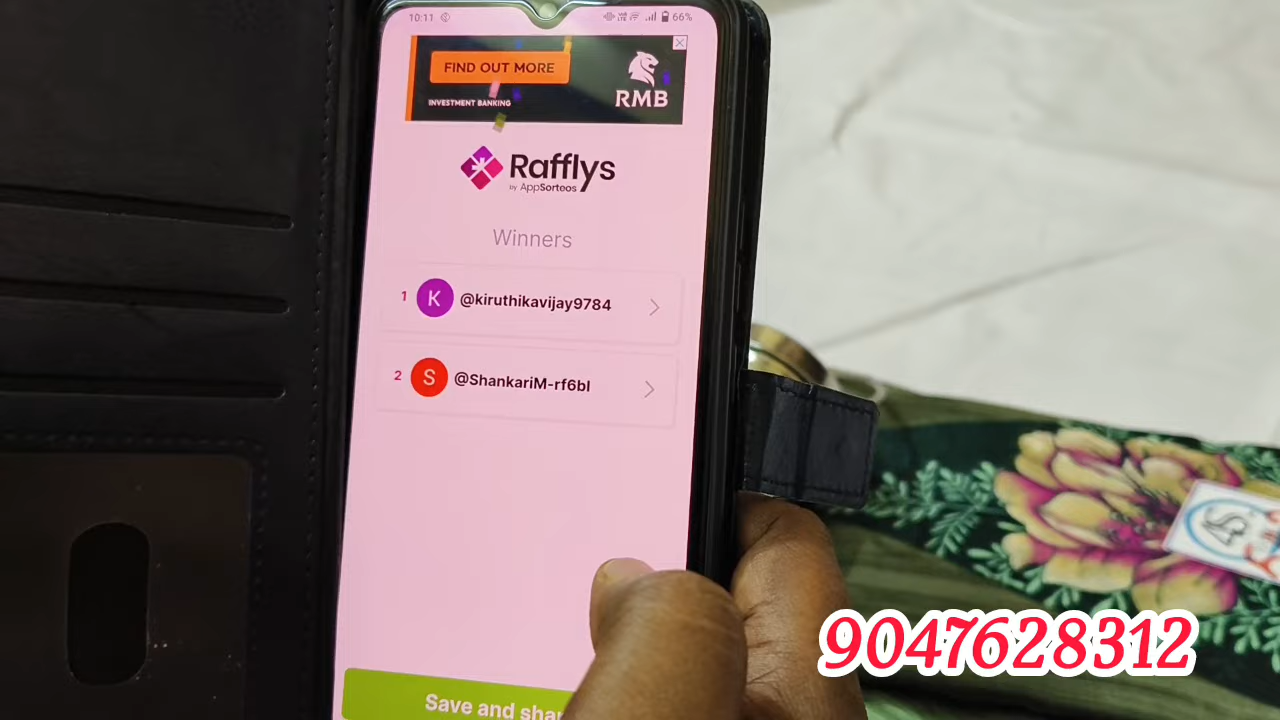 10:11
66%
FIND OUT MORE
INVESTMENT BANKING
RMB
Rafflys
by AppSorteos
Winners
1 K @kiruthikavijay9784
2 S @ShankariM-rf6bl
Save and shar
9047628312